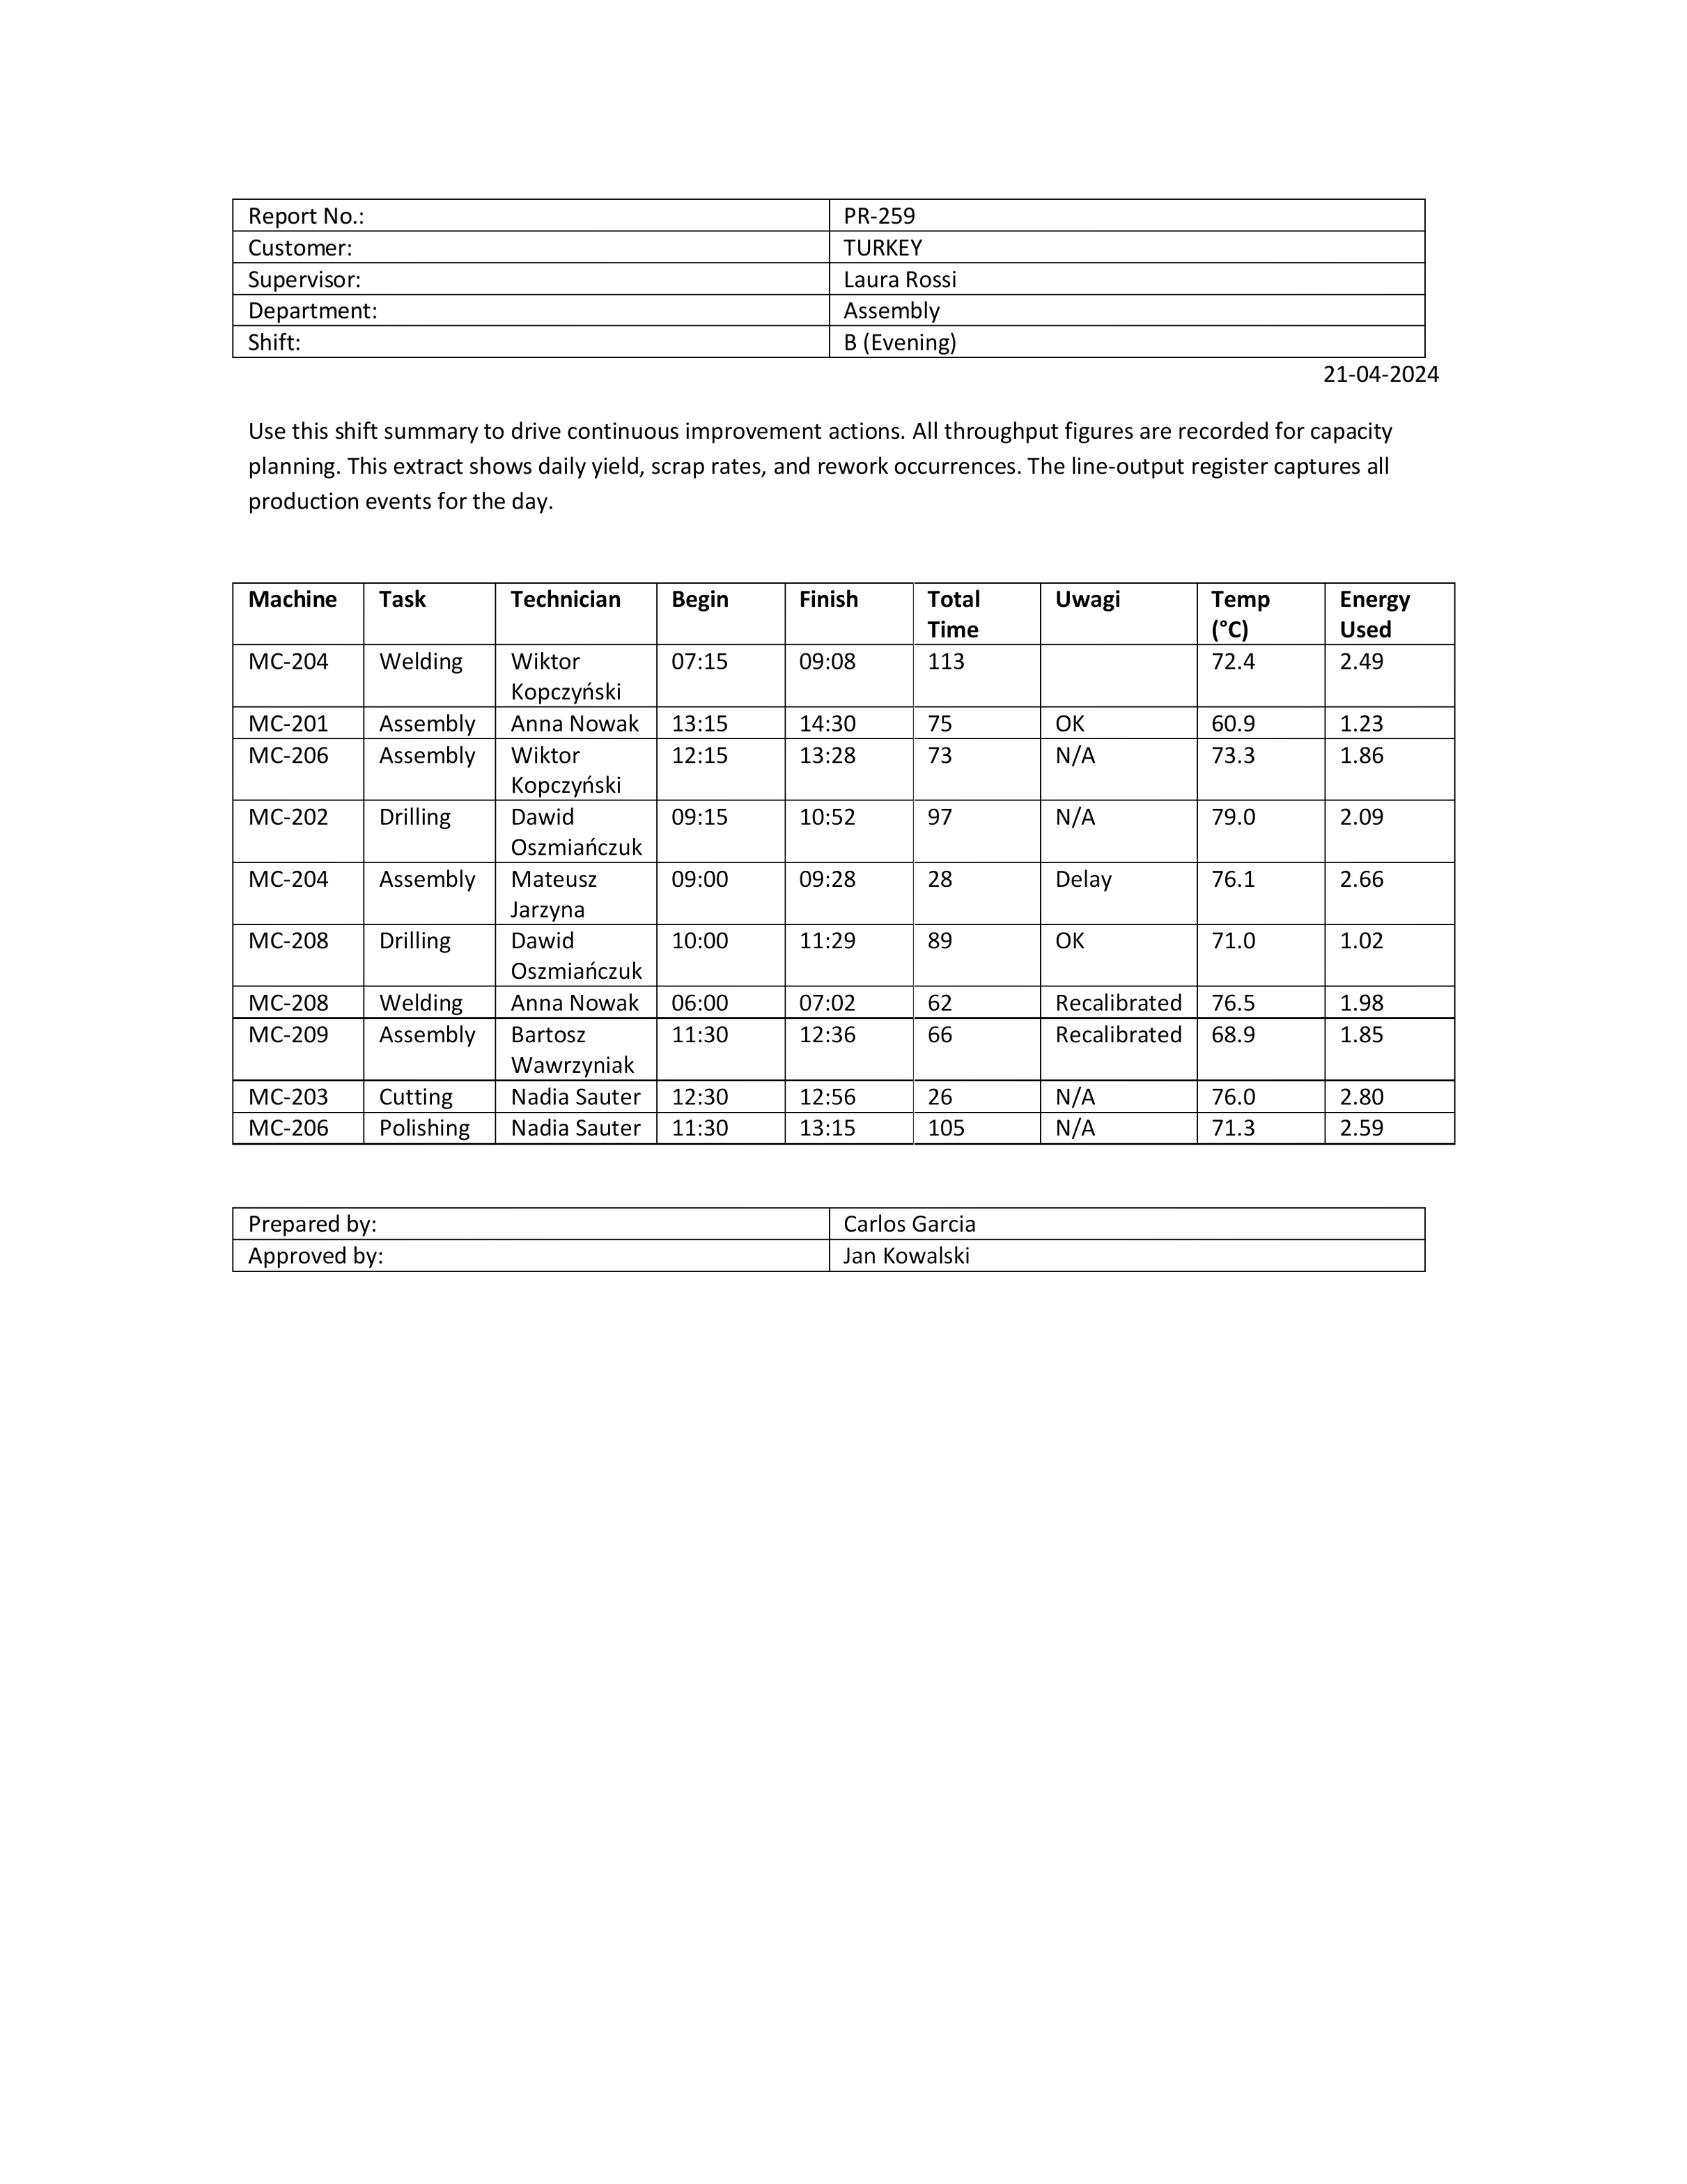 Report No.: PR-259
Customer: TURKEY
Supervisor: Laura Rossi
Department: Assembly
Shift: B (Evening)
21-04-2024
Use this shift summary to drive continuous improvement actions. All throughput figures are recorded for capacity
planning. This extract shows daily yield, scrap rates, and rework occurrences. The line-output register captures all
production events for the day.
Machine Task Technician Begin Finish Total Time Uwagi Temp (°C) Energy Used
MC-204 Welding Wiktor Kopczyński 07:15 09:08 113 72.4 2.49
MC-201 Assembly Anna Nowak 13:15 14:30 75 OK 60.9 1.23
MC-206 Assembly Wiktor Kopczyński 12:15 13:28 73 N/A 73.3 1.86
MC-202 Drilling Dawid Oszmiańczuk 09:15 10:52 97 N/A 79.0 2.09
MC-204 Assembly Mateusz Jarzyna 09:00 09:28 28 Delay 76.1 2.66
MC-208 Drilling Dawid Oszmiańczuk 10:00 11:29 89 OK 71.0 1.02
MC-208 Welding Anna Nowak 06:00 07:02 62 Recalibrated 76.5 1.98
MC-209 Assembly Bartosz Wawrzyniak 11:30 12:36 66 Recalibrated 68.9 1.85
MC-203 Cutting Nadia Sauter 12:30 12:56 26 N/A 76.0 2.80
MC-206 Polishing Nadia Sauter 11:30 13:15 105 N/A 71.3 2.59
Prepared by: Carlos Garcia
Approved by: Jan Kowalski